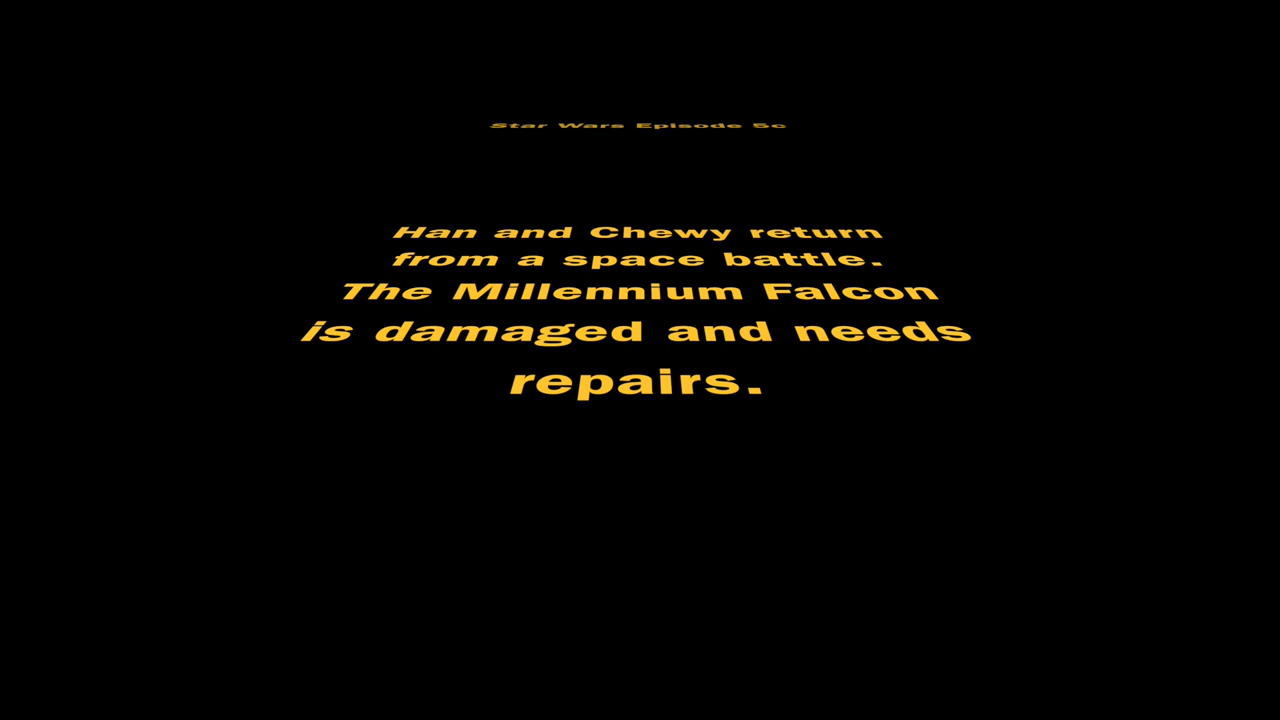 Star Wars Episode 5c
Han and Chewy return
from a space battle.
The Millennium Falcon
is damaged and needs
repairs.